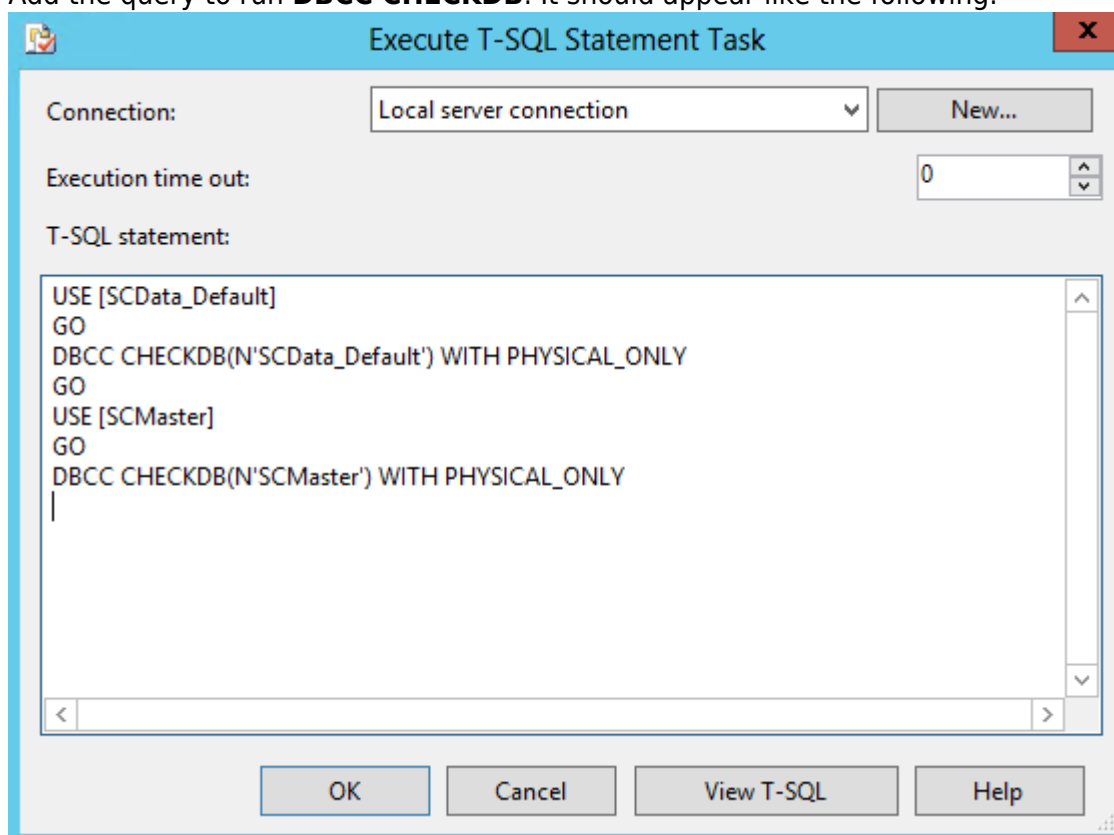 Add the query to run DBCC CHECKDB. It should appear like the following:
Execute T-SQL Statement Task
x
Connection:
Local server connection
New...
Execution time out:
0
T-SQL statement:
USE [SCData_Default]
GO
DBCC CHECKDB(N'SCData_Default') WITH PHYSICAL_ONLY
GO
USE [SCMaster]
GO
DBCC CHECKDB(N'SCMaster') WITH PHYSICAL_ONLY
OK
Cancel
View T-SQL
Help